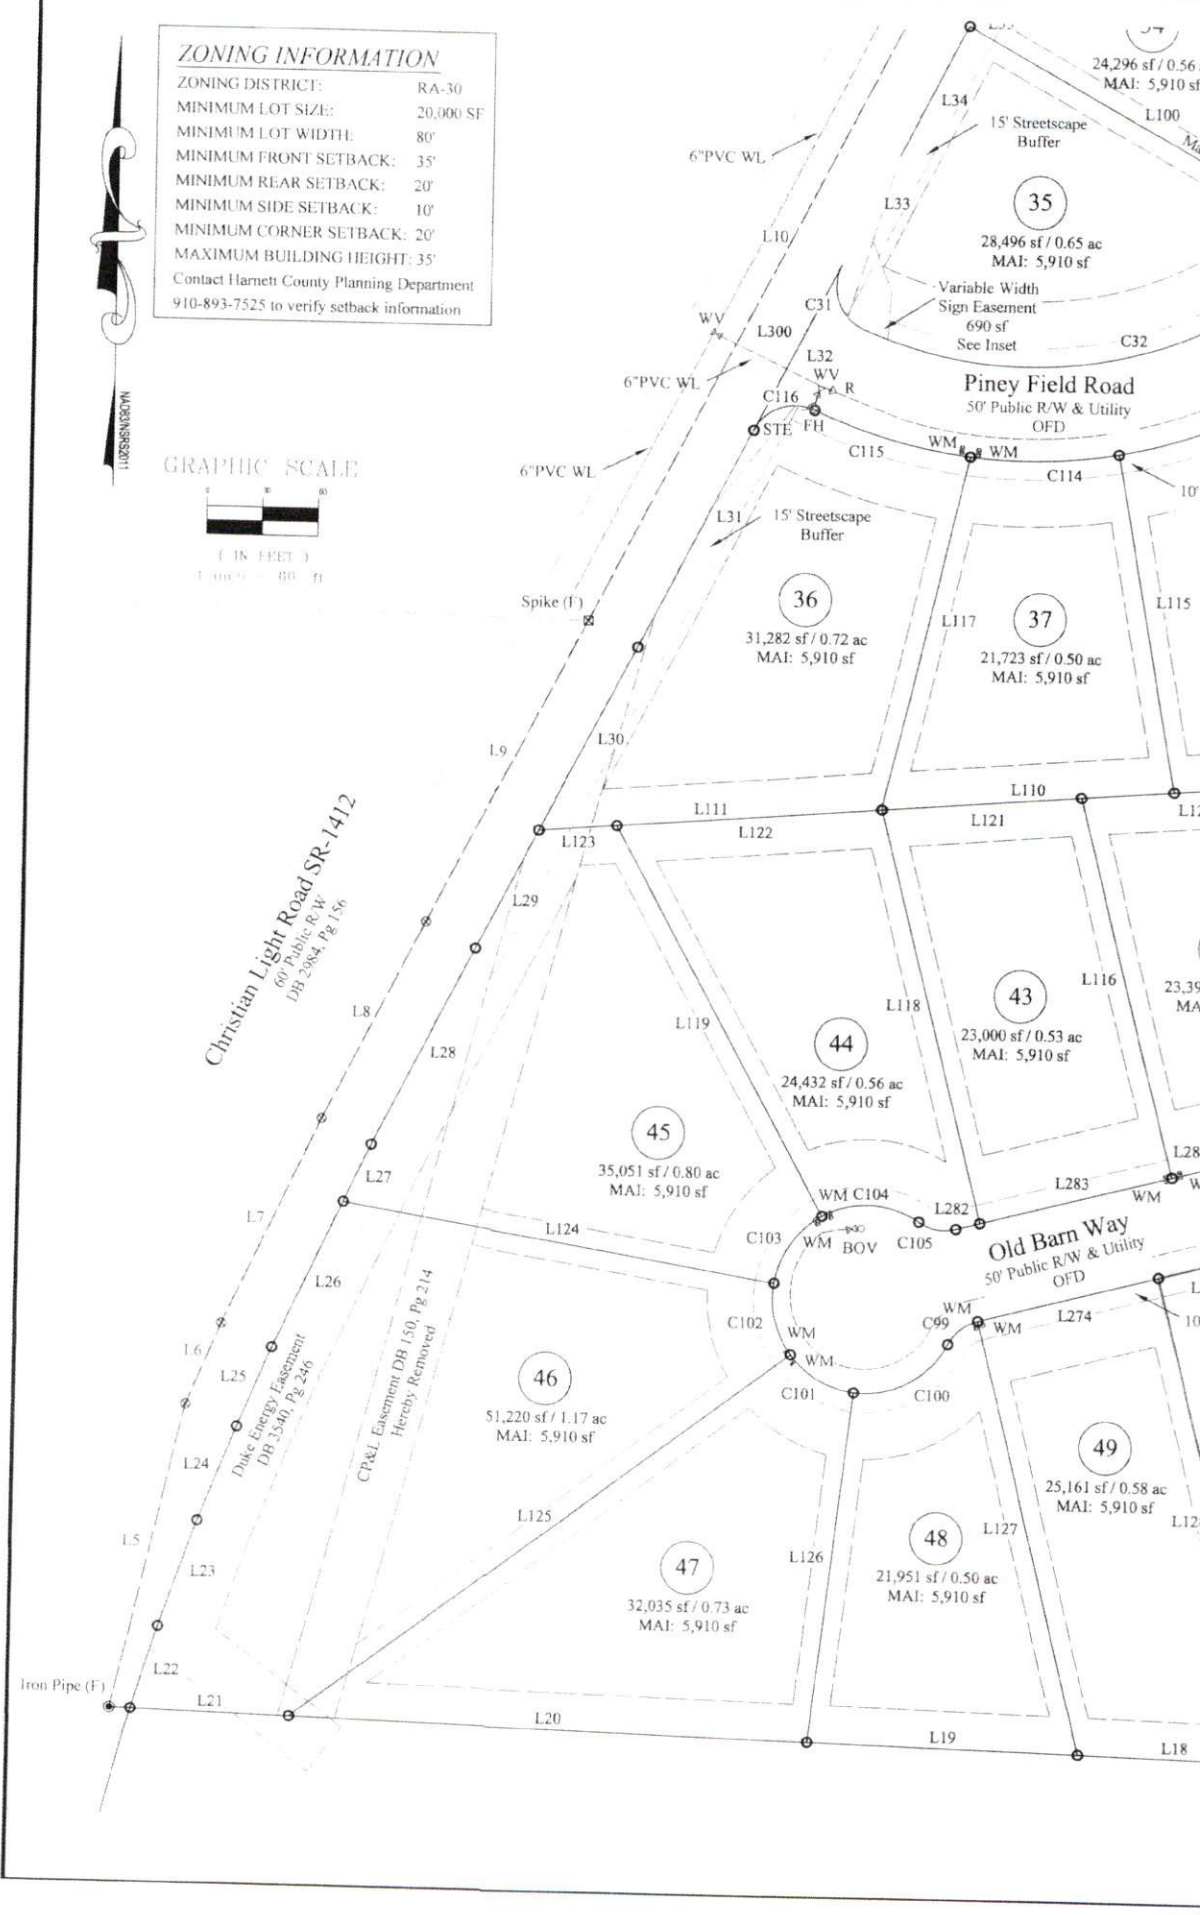 ZONING INFORMATION
ZONING DISTRICT: RA-30
MINIMUM LOT SIZE: 20,000 SF
MINIMUM LOT WIDTH: 80'
MINIMUM FRONT SETBACK: 35'
MINIMUM REAR SETBACK: 20'
MINIMUM SIDE SETBACK: 10'
MINIMUM CORNER SETBACK: 20'
MAXIMUM BUILDING HEIGHT: 35'
Contact Harnett County Planning Department
910-893-7525 to verify setback information
NAD83/NSRS2011
GRAPHIC SCALE
( IN FEET )
34
24,296 sf / 0.56
MAI: 5,910 sf
L100
L34
15' Streetscape
Buffer
6"PVC WL
L33
35
28,496 sf / 0.65 ac
MAI: 5,910 sf
L10
Variable Width
Sign Easement
690 sf
See Inset
C31
C32
WV
L300
L32
6"PVC WL
WV
R
C116
FH
STE
Piney Field Road
50' Public R/W & Utility
OFD
C115
WM
WM
C114
10'
6"PVC WL
L31
15' Streetscape
Buffer
Spike (F)
36
31,282 sf / 0.72 ac
MAI: 5,910 sf
L117
37
21,723 sf / 0.50 ac
MAI: 5,910 sf
L115
L9
L30
L111
L110
L123
L122
L121
Christian Light Road SR-1412
60' Public R/W
DB 2984, Pg 156
L29
L8
L28
L119
L118
L116
43
23,000 sf / 0.53 ac
MAI: 5,910 sf
23,39
MA
44
24,432 sf / 0.56 ac
MAI: 5,910 sf
45
35,051 sf / 0.80 ac
MAI: 5,910 sf
L27
L7
L124
L283
L28
WM
W
WM
C104
L282
C103
WM
BOV
C105
Old Barn Way
50' Public R/W & Utility
OFD
L26
L6
L25
C102
WM
WM
C99
WM
WM
L274
L
10
C101
C100
Duke Energy Easement
DB 3540, Pg 246
CP&L Easement DB 150, Pg 214
Hereby Removed
46
51,220 sf / 1.17 ac
MAI: 5,910 sf
49
25,161 sf / 0.58 ac
MAI: 5,910 sf
L24
L5
L23
L125
L126
L127
L128
48
21,951 sf / 0.50 ac
MAI: 5,910 sf
47
32,035 sf / 0.73 ac
MAI: 5,910 sf
L22
Iron Pipe (F)
L21
L20
L19
L18